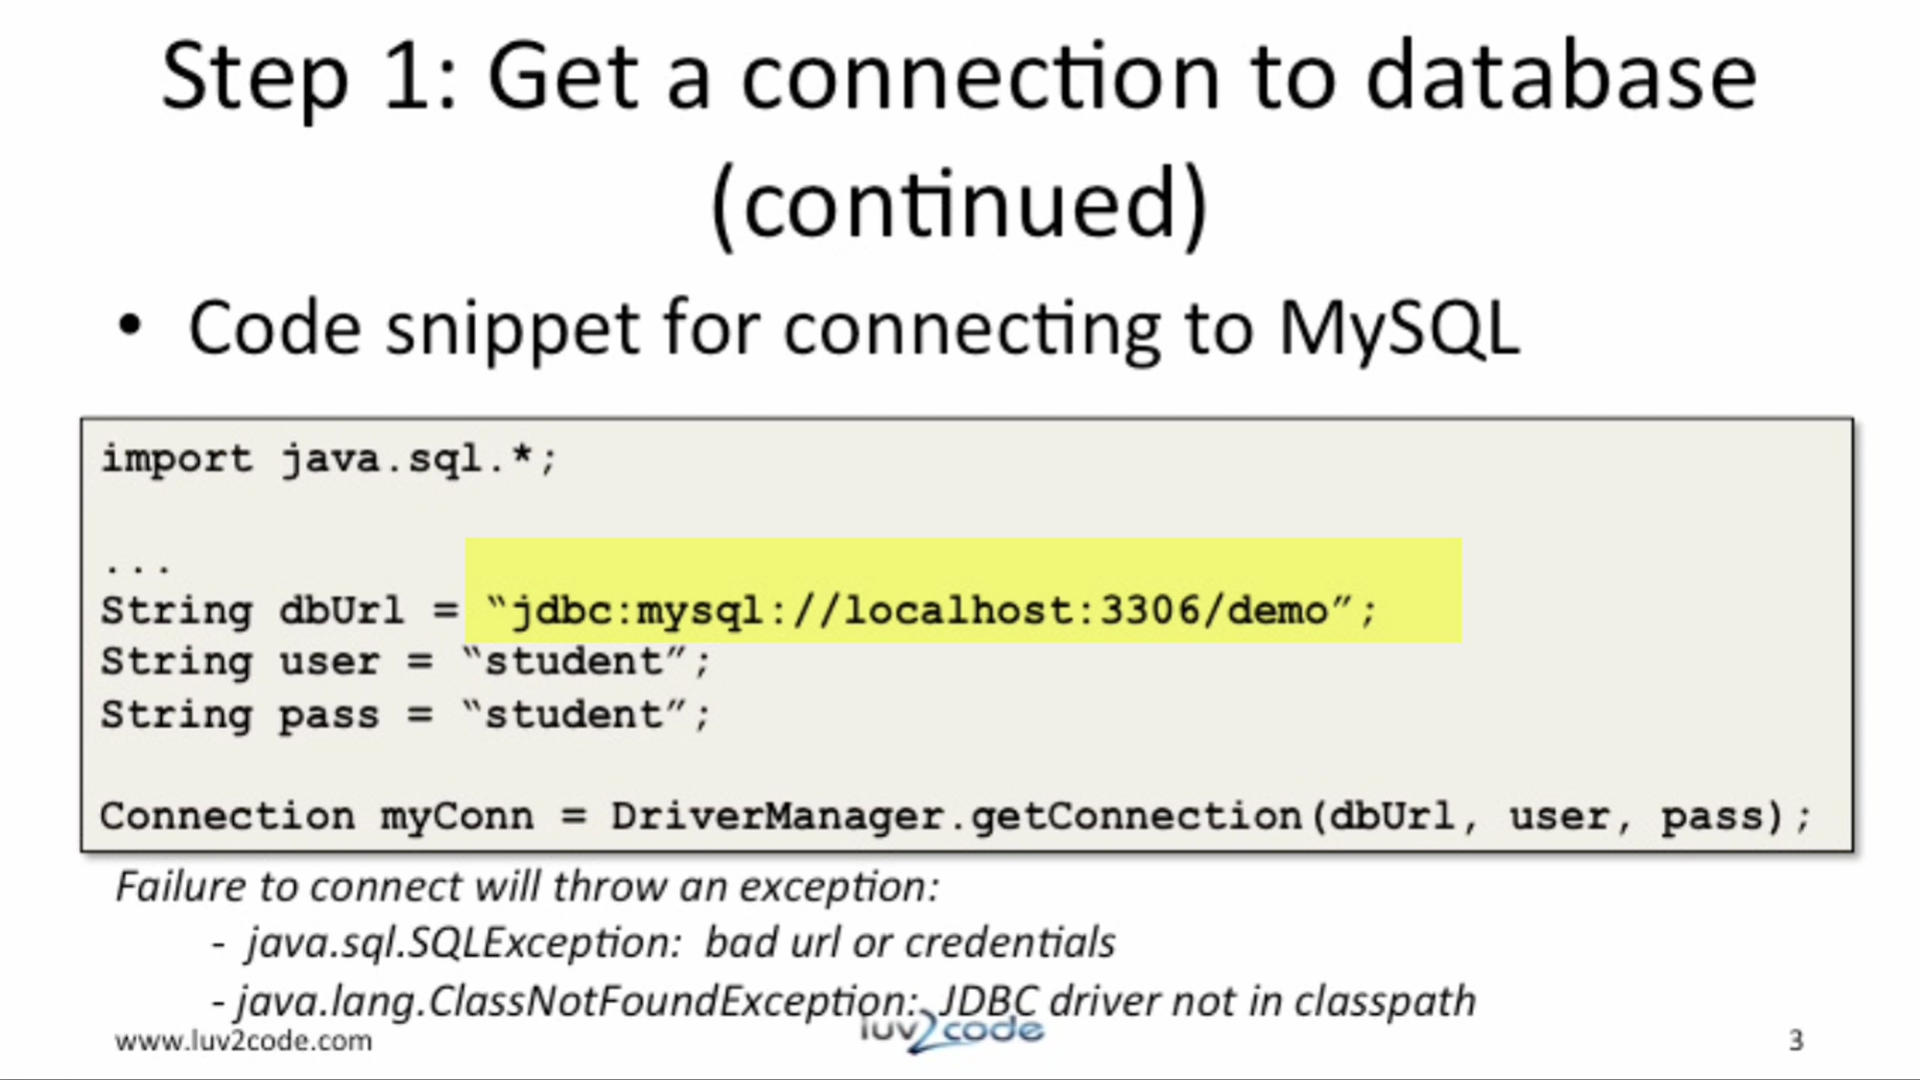 Step 1: Get a connection to database
(continued)
• Code snippet for connecting to MySQL
import java.sql.*;
...
String dbUrl = “jdbc:mysql://localhost:3306/demo”;
String user = “student”;
String pass = “student”;
Connection myConn = DriverManager.getConnection(dbUrl, user, pass);
Failure to connect will throw an exception:
- java.sql.SQLException: bad url or credentials
- java.lang.ClassNotFoundException: JDBC driver not in classpath
www.luv2code.com
luv2code
3